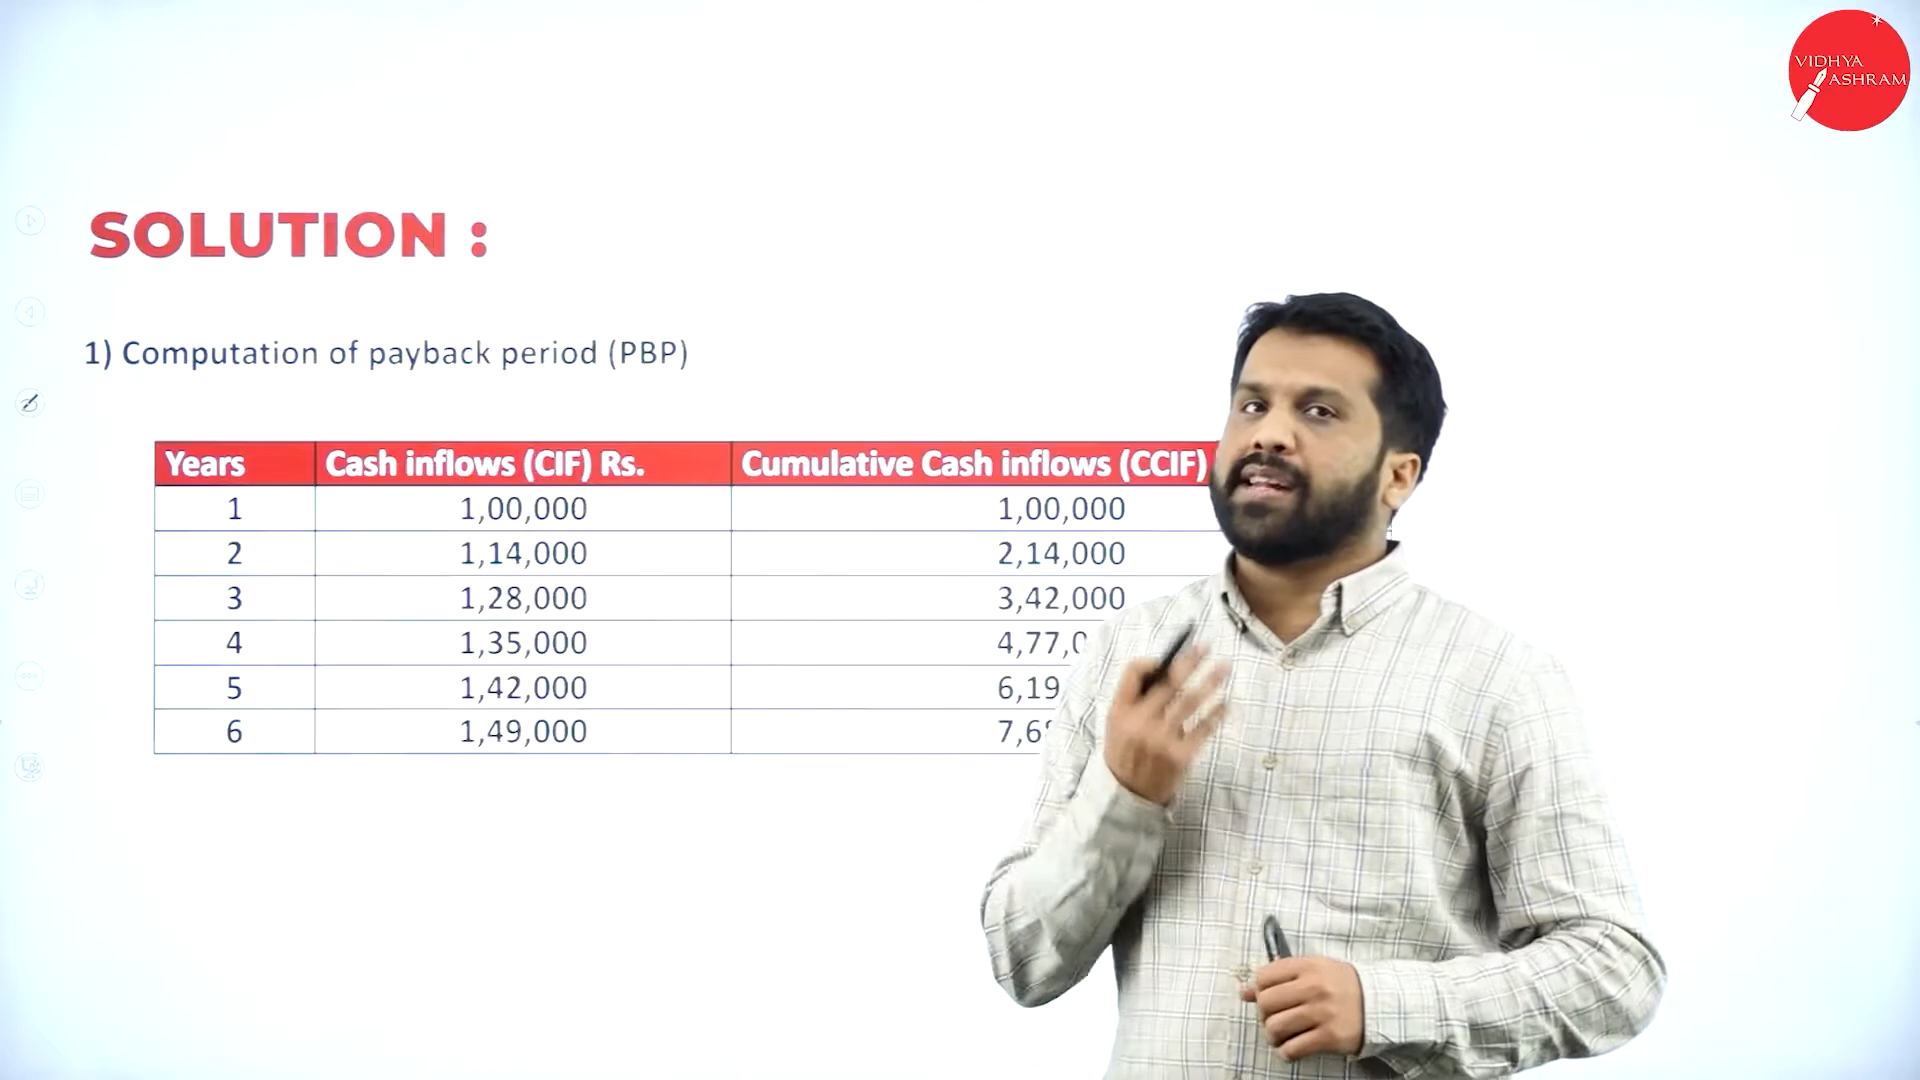 VIDHYA
ASHRAM
SOLUTION :
1) Computation of payback period (PBP)
Years Cash inflows (CIF) Rs. Cumulative Cash inflows (CCIF)
1 1,00,000 1,00,000
2 1,14,000 2,14,000
3 1,28,000 3,42,000
4 1,35,000
5 1,42,000
6 1,49,000